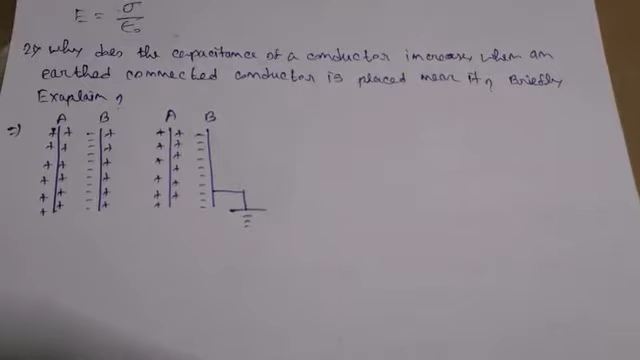 E = σ/ε₀
2) Why does the capacitance of a conductor increase, when an
earthed connected conductor is placed near it? Briefly
Exaplain?
=)
A B A B